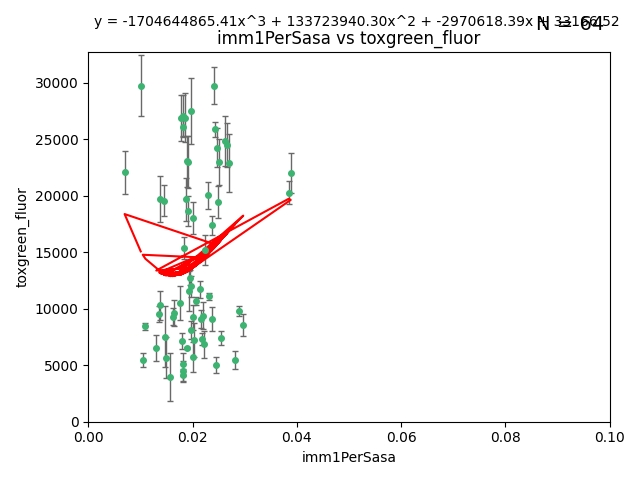 y = -1704644865.41x^3 + 133723940.30x^2 + -2970618.39x + 33166.52
N = 64
imm1PerSasa vs toxgreen_fluor
30000
25000
20000
15000
10000
5000
0
toxgreen_fluor
0.00 0.02 0.04 0.06 0.08 0.10
imm1PerSasa